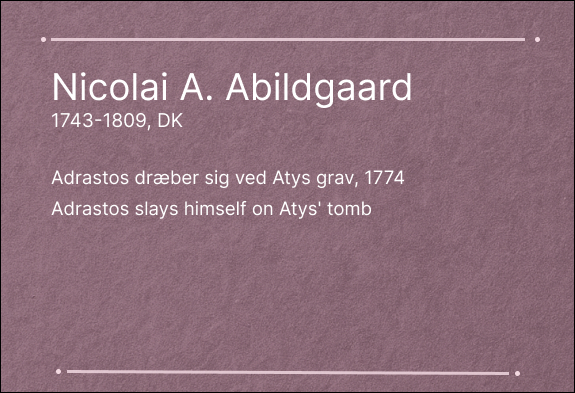 Nicolai A. Abildgaard
1743-1809, DK
Adrastos dræber sig ved Atys grav, 1774
Adrastos slays himself on Atys' tomb